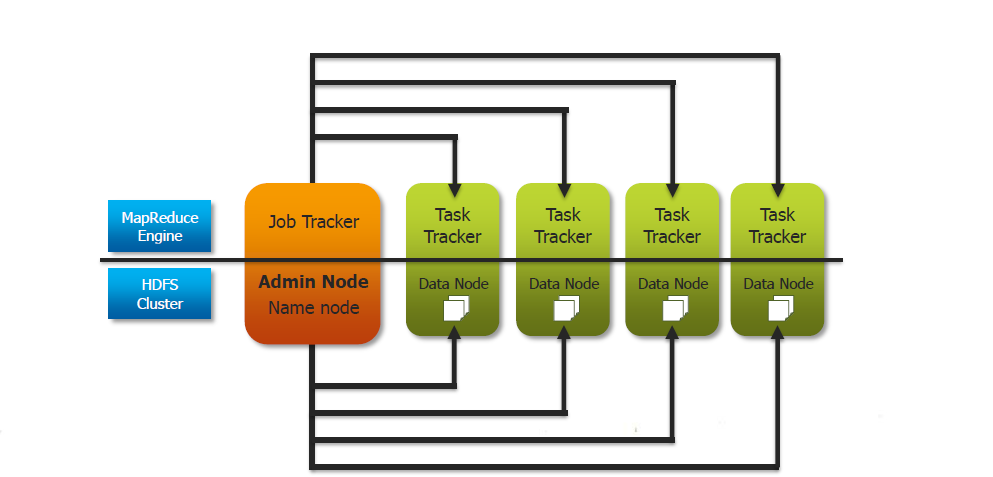 MapReduce
Engine
Job Tracker
Task
Tracker
Task
Tracker
Task
Tracker
Task
Tracker
HDFS
Cluster
Admin Node
Name node
Data Node
Data Node
Data Node
Data Node